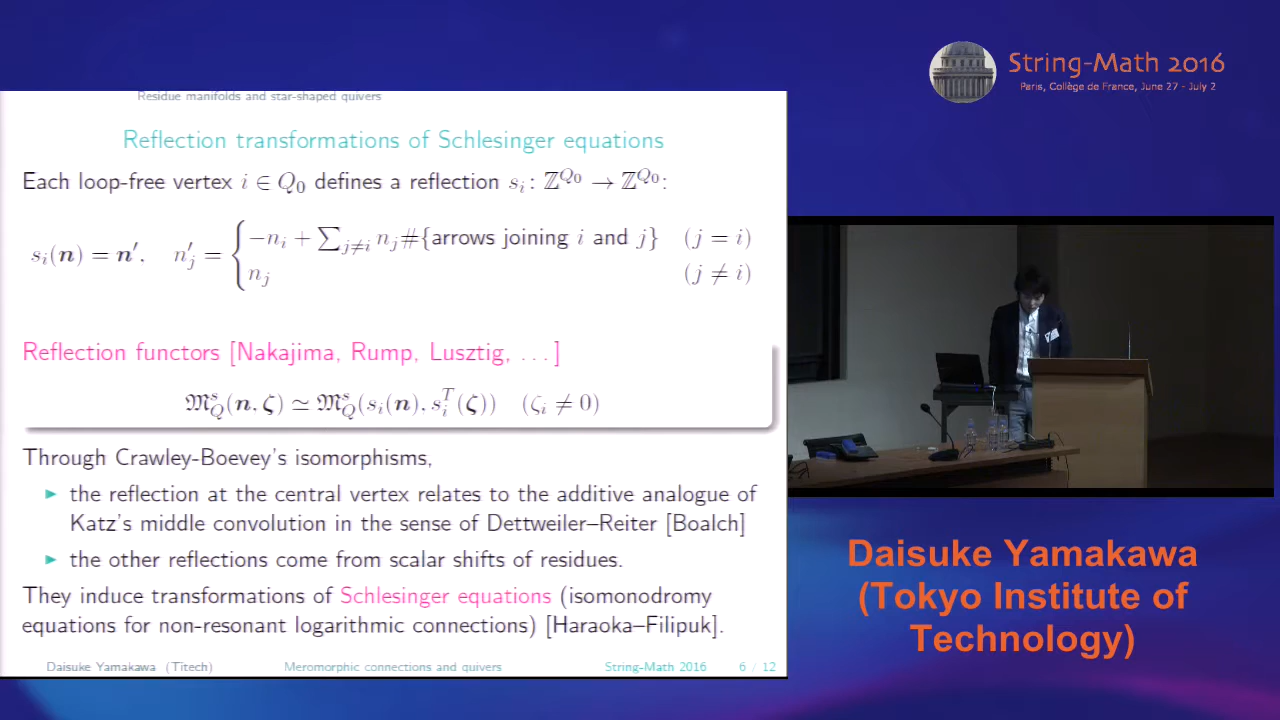 String-Math 2016
Paris, Collège de France, June 27 - July 2
Residue manifolds and star-shaped quivers
Reflection transformations of Schlesinger equations
Each loop-free vertex i ∈ Q₀ defines a reflection sᵢ: ℤ^{Q₀} → ℤ^{Q₀}:
sᵢ(n) = n′, n′ⱼ = { −nᵢ + ∑_{j≠i} nⱼ#{arrows joining i and j} (j = i)
nⱼ (j ≠ i)
Reflection functors [Nakajima, Rump, Lusztig, ...]
𝔐^s_Q(n, ζ) ≃ 𝔐^s_Q(sᵢ(n), sᵢ^T(ζ)) (ζᵢ ≠ 0)
Through Crawley-Boevey's isomorphisms,
► the reflection at the central vertex relates to the additive analogue of
Katz's middle convolution in the sense of Dettweiler–Reiter [Boalch]
► the other reflections come from scalar shifts of residues.
They induce transformations of Schlesinger equations (isomonodromy
equations for non-resonant logarithmic connections) [Haraoka–Filipuk].
Daisuke Yamakawa (Titech) Meromorphic connections and quivers String-Math 2016 6 / 12
Daisuke Yamakawa
(Tokyo Institute of
Technology)